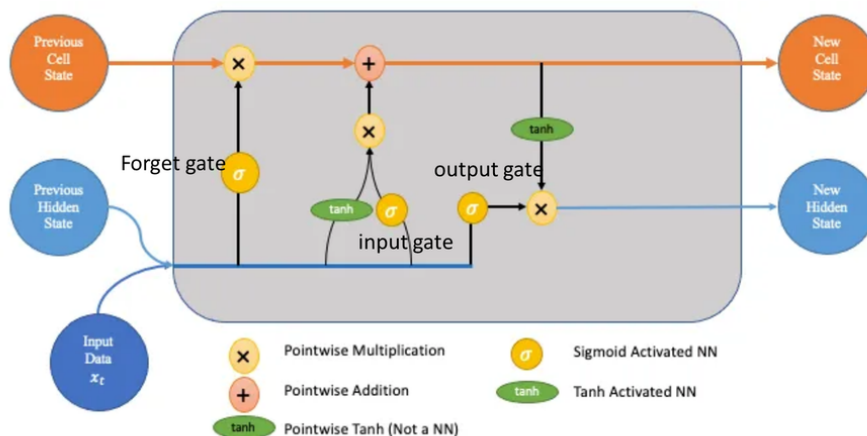 Previous
Cell
State
×
+
New
Cell
State
×
tanh
Forget gate
σ
output gate
Previous
Hidden
State
tanh
σ
σ
×
New
Hidden
State
input gate
Input
Data
xₜ
×
Pointwise Multiplication
σ
Sigmoid Activated NN
+
Pointwise Addition
tanh
Tanh Activated NN
tanh
Pointwise Tanh (Not a NN)